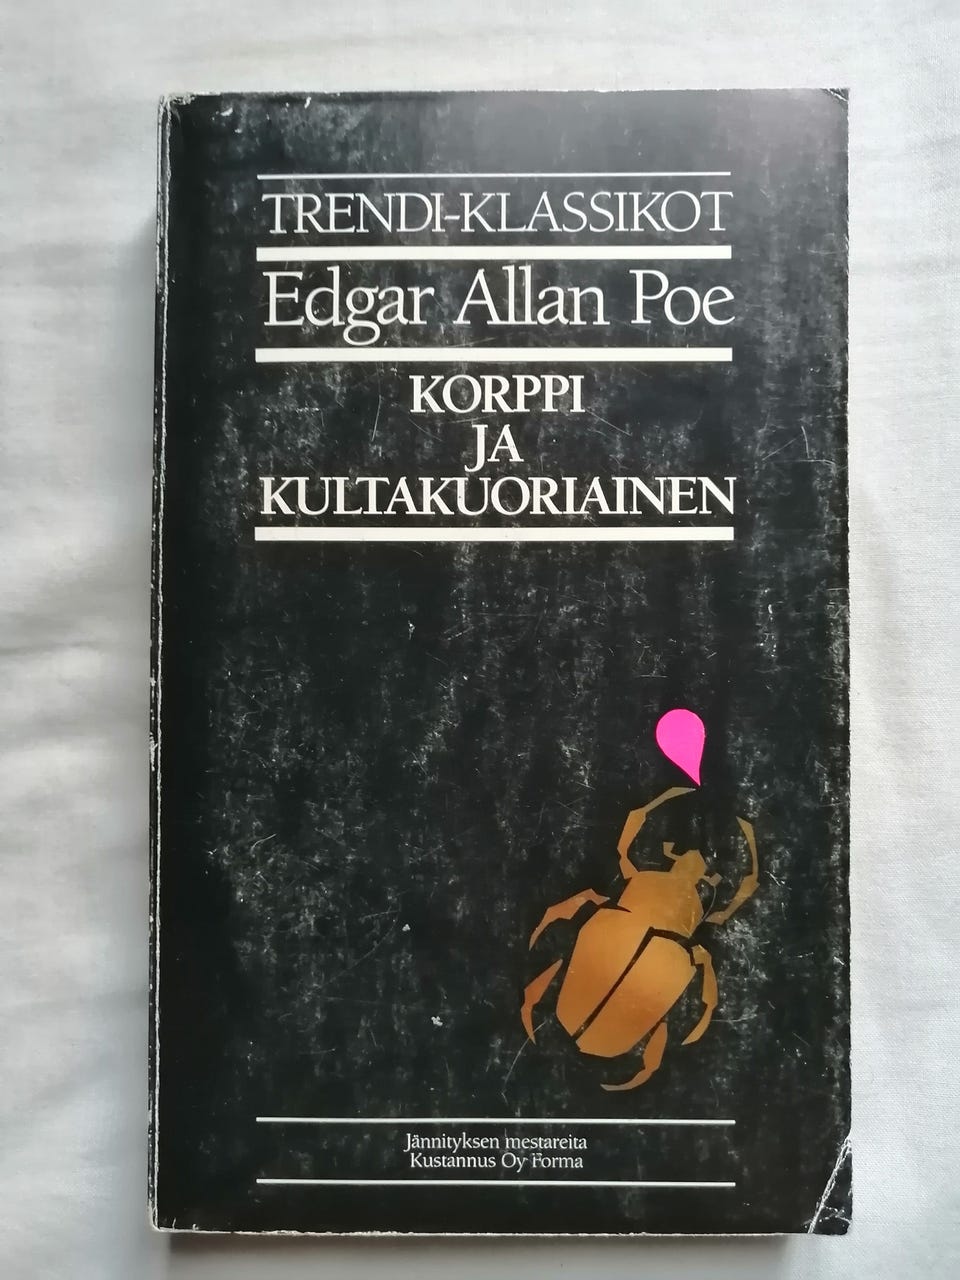 TRENDI-KLASSIKOT
Edgar Allan Poe
KORPPI
JA
KULTAKUORIAINEN
Jännityksen mestareita
Kustannus Oy Forma